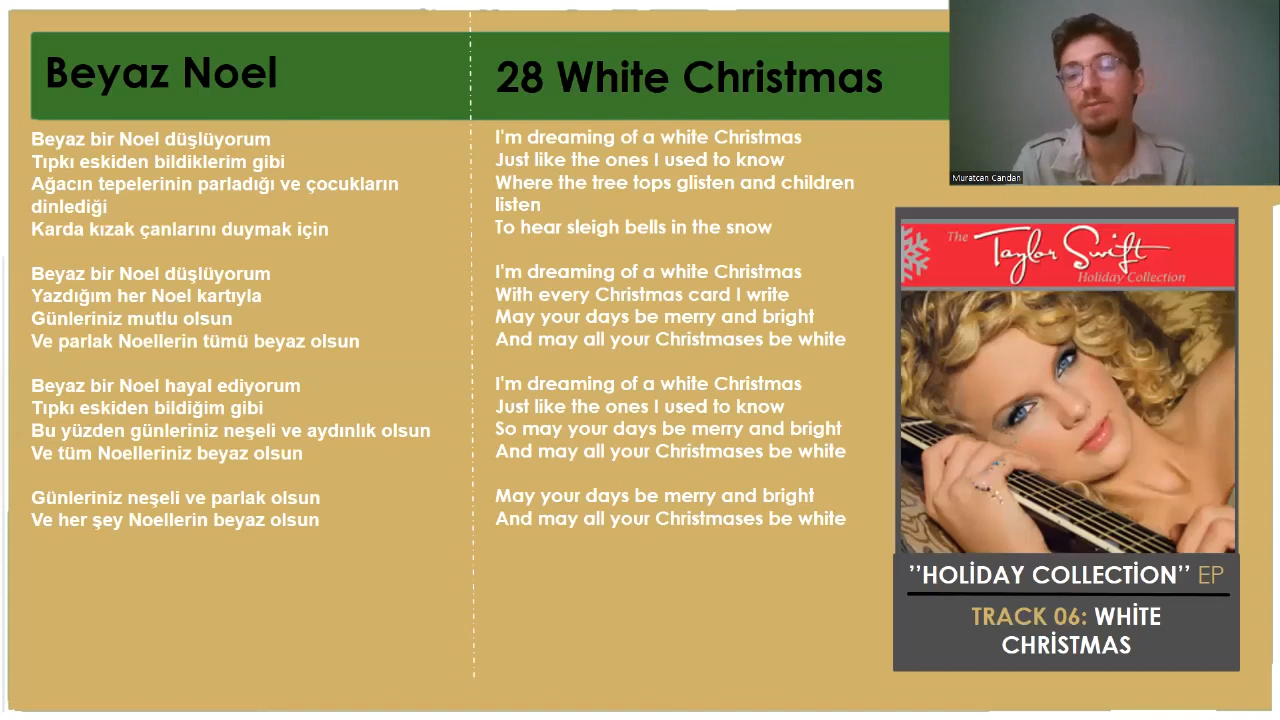 Beyaz Noel
Beyaz bir Noel düşlüyorum
Tıpkı eskiden bildiklerim gibi
Ağacın tepelerinin parladığı ve çocukların
dinlediği
Karda kızak çanlarını duymak için
Beyaz bir Noel düşlüyorum
Yazdığım her Noel kartıyla
Günleriniz mutlu olsun
Ve parlak Noellerin tümü beyaz olsun
Beyaz bir Noel hayal ediyorum
Tıpkı eskiden bildiğim gibi
Bu yüzden günleriniz neşeli ve aydınlık olsun
Ve tüm Noelleriniz beyaz olsun
Günleriniz neşeli ve parlak olsun
Ve her şey Noellerin beyaz olsun
28 White Christmas
I'm dreaming of a white Christmas
Just like the ones I used to know
Where the tree tops glisten and children
listen
To hear sleigh bells in the snow
I'm dreaming of a white Christmas
With every Christmas card I write
May your days be merry and bright
And may all your Christmases be white
I'm dreaming of a white Christmas
Just like the ones I used to know
So may your days be merry and bright
And may all your Christmases be white
May your days be merry and bright
And may all your Christmases be white
Muratcan Candan
The Taylor Swift
Holiday Collection
’’HOLİDAY COLLECTİON’’ EP
TRACK 06: WHİTE
CHRİSTMAS